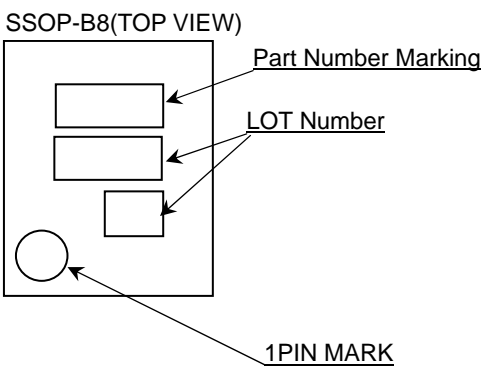 SSOP-B8(TOP VIEW)
Part Number Marking
LOT Number
1PIN MARK